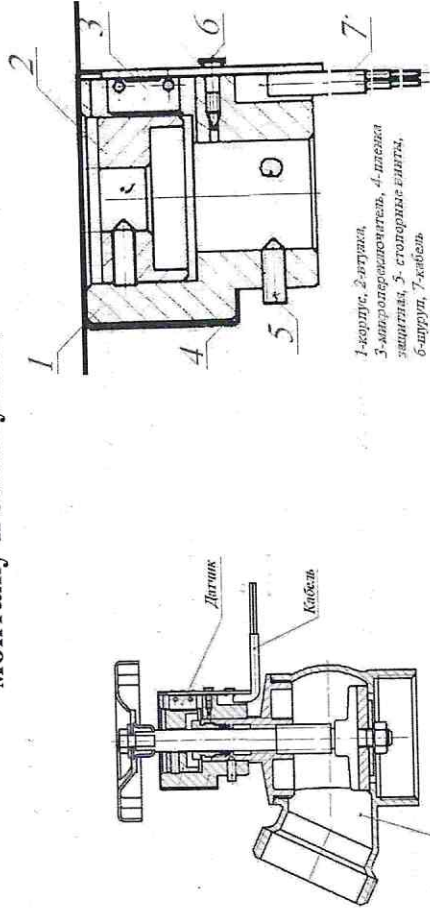 2
3
1
6
7
4
5
1-корпус, 2-втулка,
3-микропереключатель, 4-пленка
защитная, 5- стопорные винты,
6-шуруп, 7-кабель
Датчик
Кабель